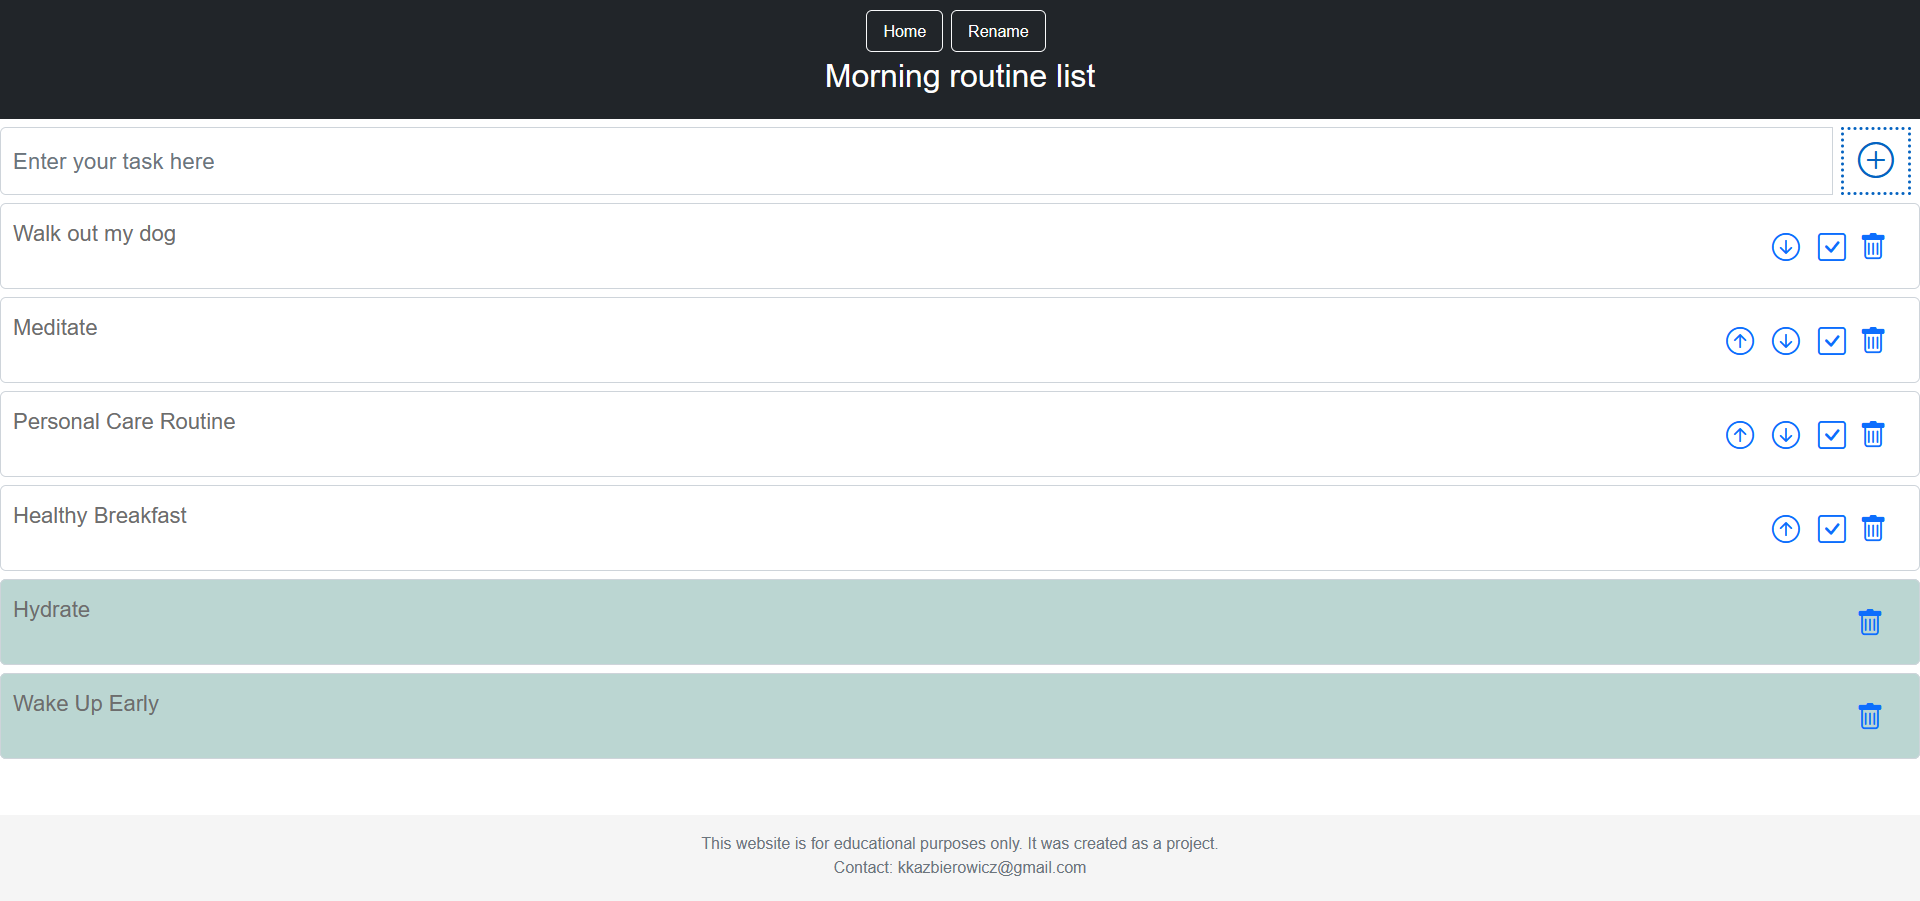 Home Rename
Morning routine list
Enter your task here
Walk out my dog
Meditate
Personal Care Routine
Healthy Breakfast
Hydrate
Wake Up Early
This website is for educational purposes only. It was created as a project.
Contact: kkazbierowicz@gmail.com